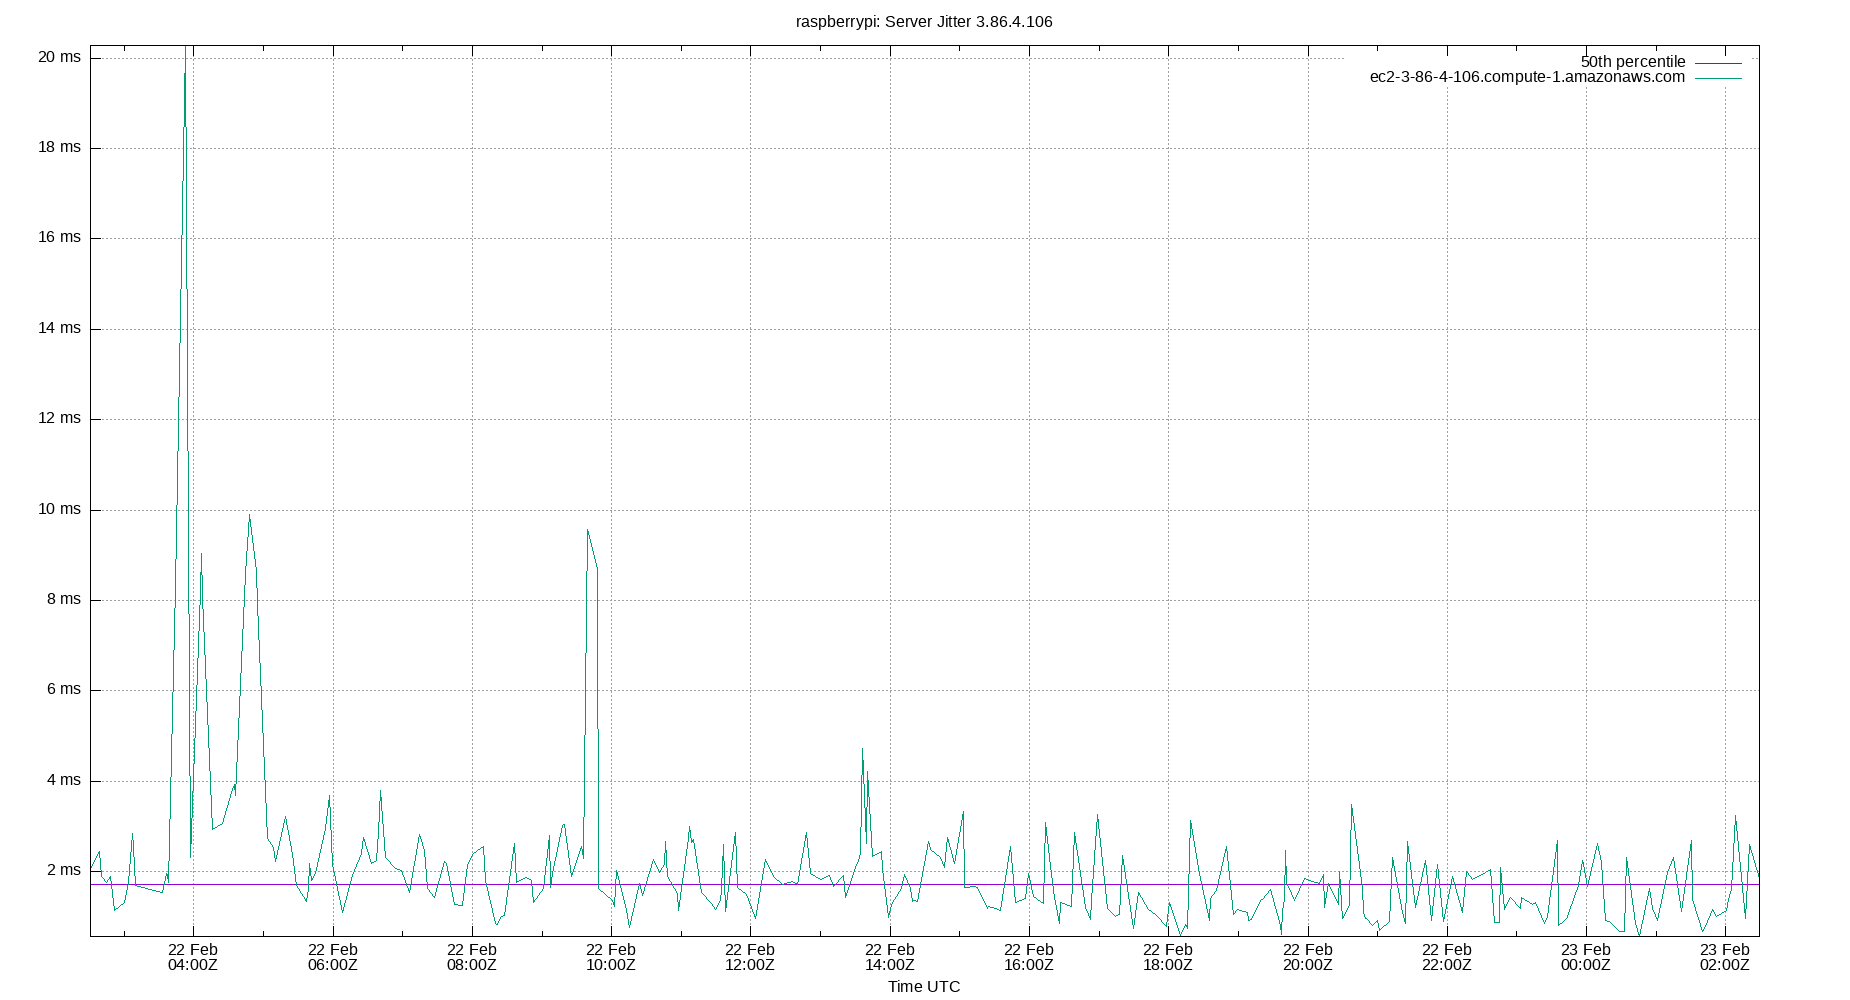 raspberrypi: Server Jitter 3.86.4.106
50th percentile
ec2-3-86-4-106.compute-1.amazonaws.com
20 ms
18 ms
16 ms
14 ms
12 ms
10 ms
8 ms
6 ms
4 ms
2 ms
22 Feb 22 Feb 22 Feb 22 Feb 22 Feb 22 Feb 22 Feb 22 Feb 22 Feb 22 Feb 23 Feb 23 Feb
04:00Z 06:00Z 08:00Z 10:00Z 12:00Z 14:00Z 16:00Z 18:00Z 20:00Z 22:00Z 00:00Z 02:00Z
Time UTC